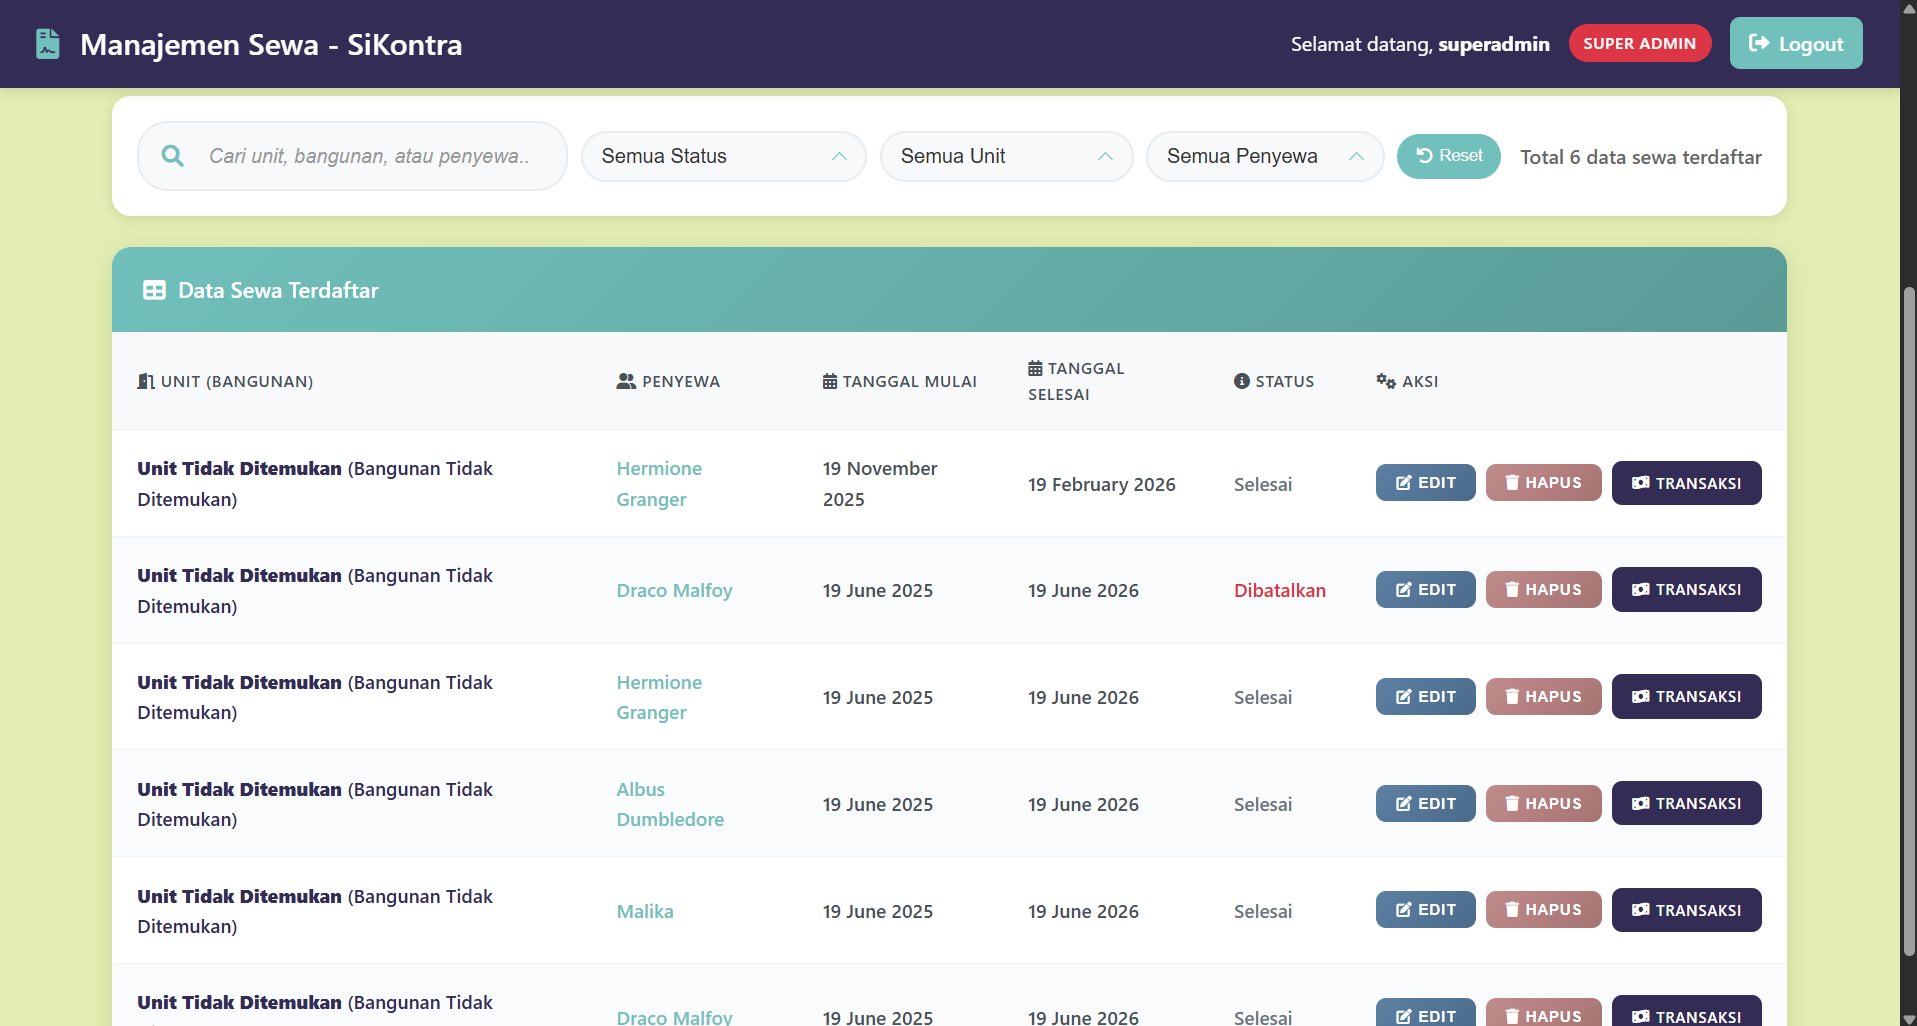 Manajemen Sewa - SiKontra
Selamat datang, superadmin
SUPER ADMIN
Logout
Cari unit, bangunan, atau penyewa..
Semua Status
Semua Unit
Semua Penyewa
Reset
Total 6 data sewa terdaftar
Data Sewa Terdaftar
UNIT (BANGUNAN)
PENYEWA
TANGGAL MULAI
TANGGAL
SELESAI
STATUS
AKSI
Unit Tidak Ditemukan (Bangunan Tidak
Ditemukan)
Hermione
Granger
19 November
2025
19 February 2026
Selesai
EDIT
HAPUS
TRANSAKSI
Unit Tidak Ditemukan (Bangunan Tidak
Ditemukan)
Draco Malfoy
19 June 2025
19 June 2026
Dibatalkan
EDIT
HAPUS
TRANSAKSI
Unit Tidak Ditemukan (Bangunan Tidak
Ditemukan)
Hermione
Granger
19 June 2025
19 June 2026
Selesai
EDIT
HAPUS
TRANSAKSI
Unit Tidak Ditemukan (Bangunan Tidak
Ditemukan)
Albus
Dumbledore
19 June 2025
19 June 2026
Selesai
EDIT
HAPUS
TRANSAKSI
Unit Tidak Ditemukan (Bangunan Tidak
Ditemukan)
Malika
19 June 2025
19 June 2026
Selesai
EDIT
HAPUS
TRANSAKSI
Unit Tidak Ditemukan (Bangunan Tidak
Draco Malfoy
19 June 2025
19 June 2026
Selesai
EDIT
HAPUS
TRANSAKSI